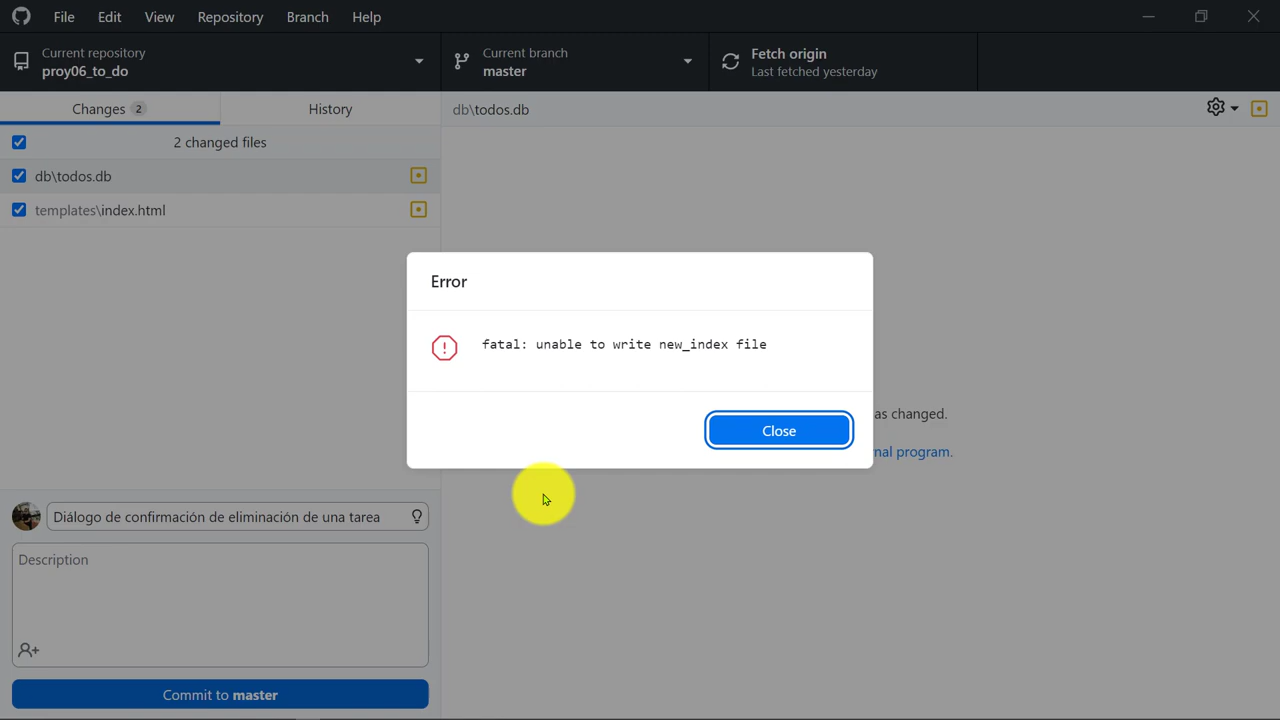 File Edit View Repository Branch Help
Current repository
proy06_to_do
Current branch
master
Fetch origin
Last fetched yesterday
Changes 2
History
2 changed files
db\todos.db
templates\index.html
db\todos.db
Error
fatal: unable to write new_index file
Close
as changed.
nal program.
Diálogo de confirmación de eliminación de una tarea
Description
Commit to master